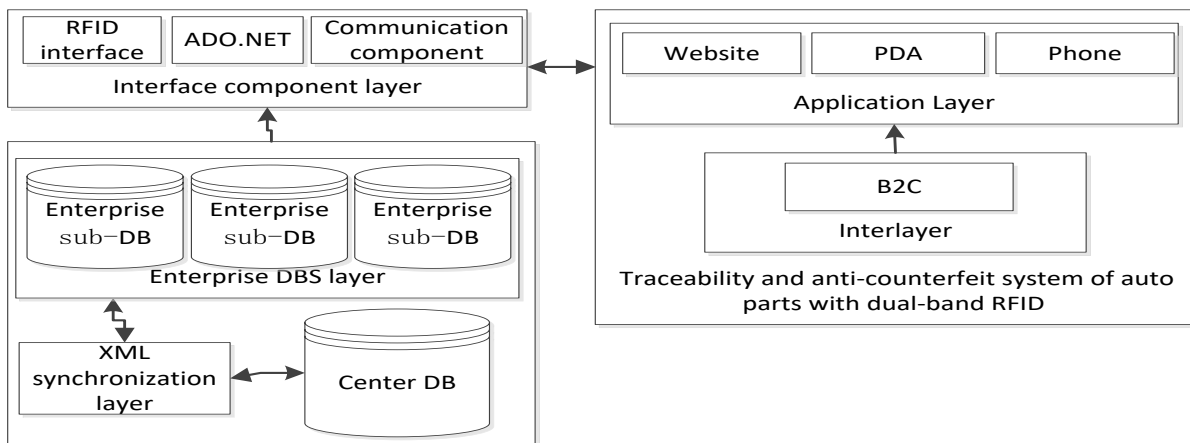 RFID
interface
ADO.NET
Communication
component
Interface component layer
Enterprise
sub-DB
Enterprise
sub-DB
Enterprise
sub-DB
Enterprise DBS layer
XML
synchronization
layer
Center DB
Website
PDA
Phone
Application Layer
B2C
Interlayer
Traceability and anti-counterfeit system of auto
parts with dual-band RFID